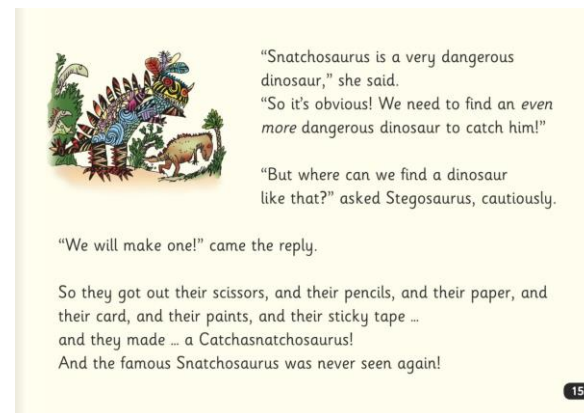 “Snatchosaurus is a very dangerous
dinosaur,” she said.
“So it’s obvious! We need to find an even
more dangerous dinosaur to catch him!”
“But where can we find a dinosaur
like that?” asked Stegosaurus, cautiously.
“We will make one!” came the reply.
So they got out their scissors, and their pencils, and their paper, and
their card, and their paints, and their sticky tape ...
and they made ... a Catchasnatchosaurus!
And the famous Snatchosaurus was never seen again!
15